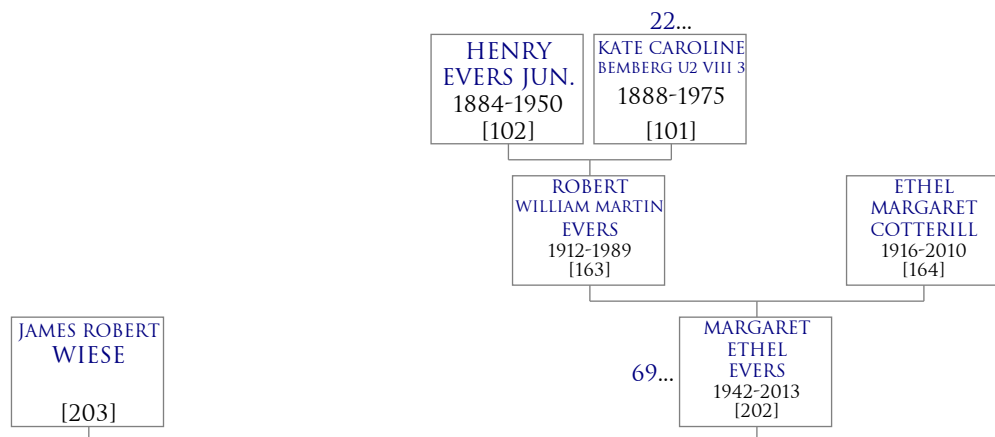 22...
HENRY
EVERS JUN.
1884-1950
[102]
KATE CAROLINE
BEMBERG U2 VIII 3
1888-1975
[101]
ROBERT
WILLIAM MARTIN
EVERS
1912-1989
[163]
ETHEL
MARGARET
COTTERILL
1916-2010
[164]
JAMES ROBERT
WIESE
[203]
69...
MARGARET
ETHEL
EVERS
1942-2013
[202]